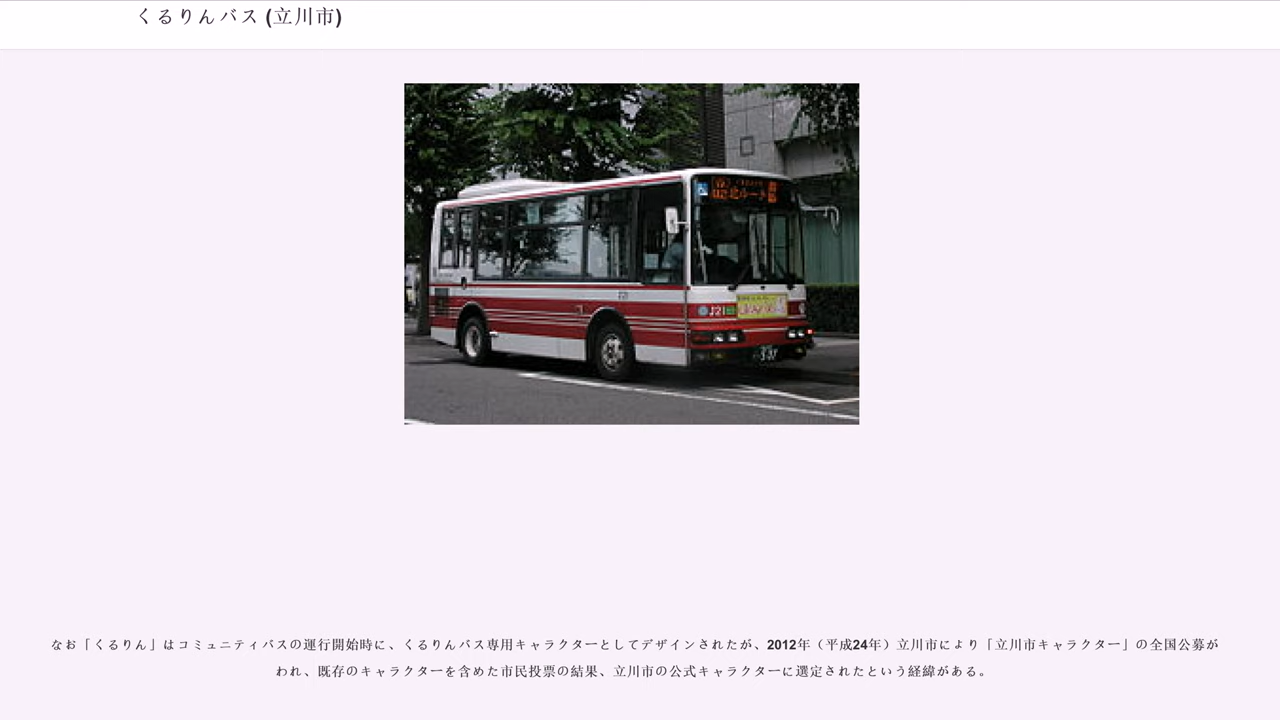 くるりんバス (立川市)
北ルート
J21
なお「くるりん」はコミュニティバスの運行開始時に、くるりんバス専用キャラクターとしてデザインされたが、2012年（平成24年）立川市により「立川市キャラクター」の全国公募が
われ、既存のキャラクターを含めた市民投票の結果、立川市の公式キャラクターに選定されたという経緯がある。